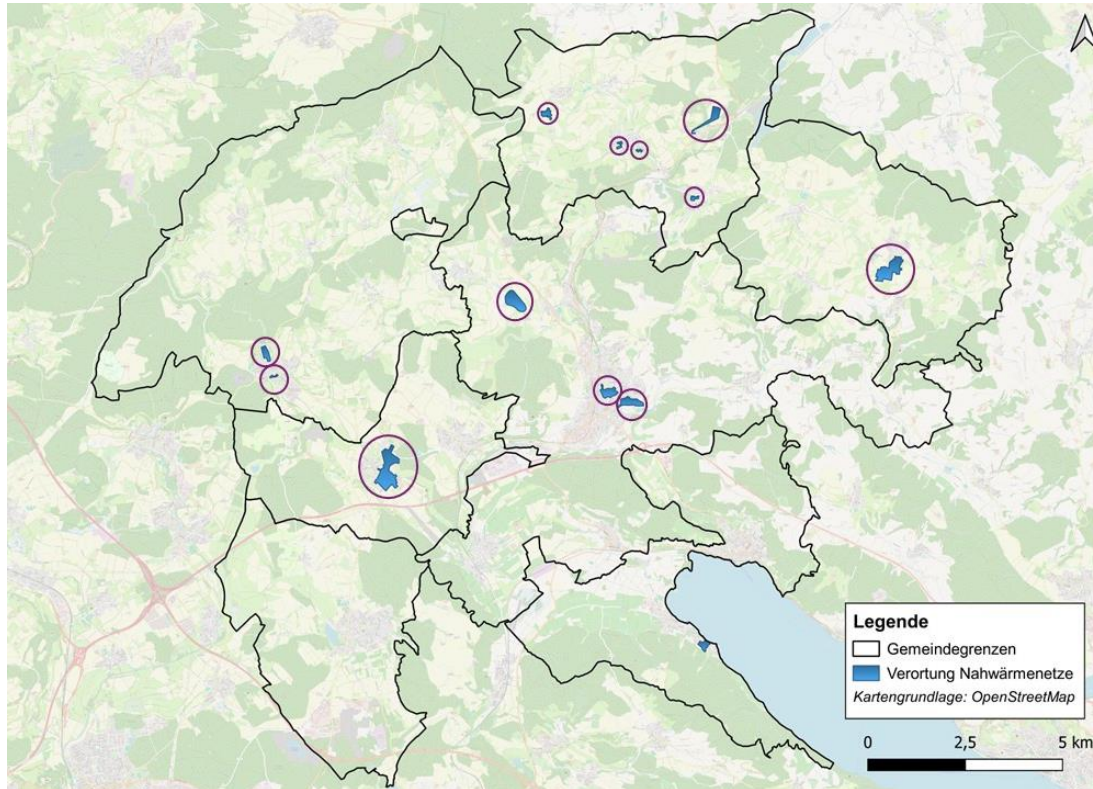 Legende
Gemeindegrenzen
Verortung Nahwärmenetze
Kartengrundlage: OpenStreetMap
0 2,5 5 km